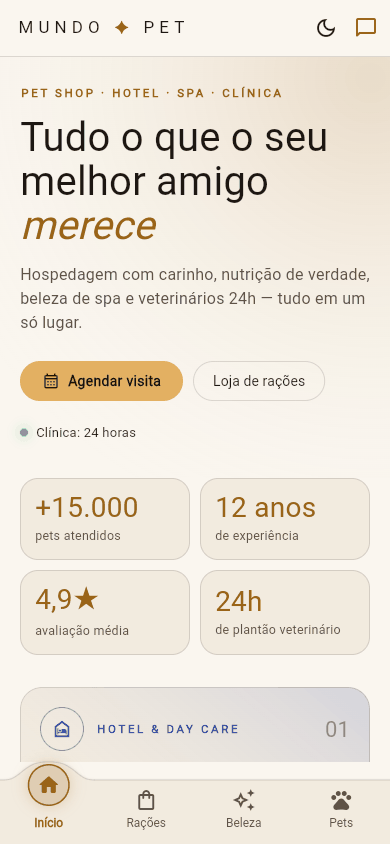 MUNDO ✦ PET
PET SHOP · HOTEL · SPA · CLÍNICA
Tudo o que o seu
melhor amigo
merece
Hospedagem com carinho, nutrição de verdade,
beleza de spa e veterinários 24h — tudo em um
só lugar.
Agendar visita
Loja de rações
Clínica: 24 horas
+15.000
pets atendidos
12 anos
de experiência
4,9★
avaliação média
24h
de plantão veterinário
HOTEL & DAY CARE
01
Início
Rações
Beleza
Pets